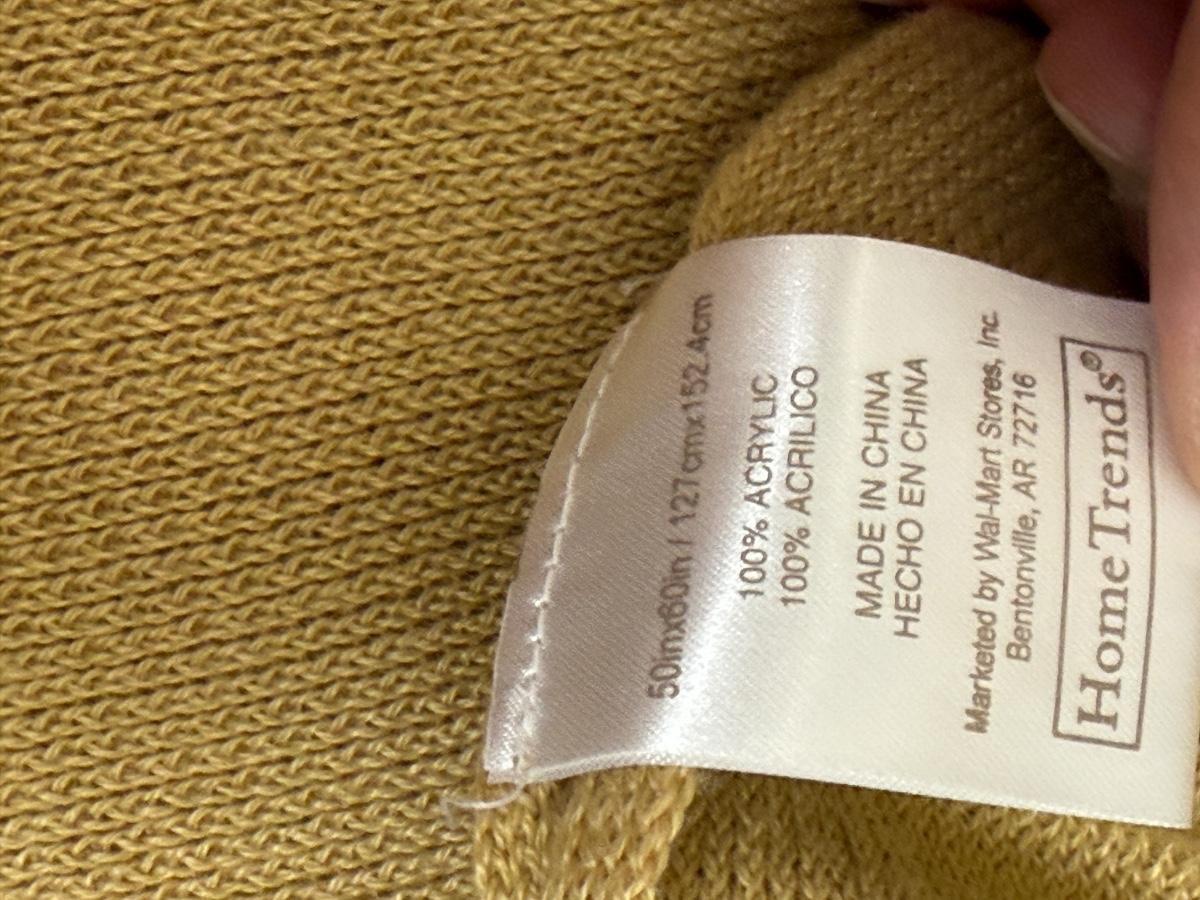 50inx60in / 127cmx152.4cm
100% ACRYLIC
100% ACRILICO
MADE IN CHINA
HECHO EN CHINA
Marketed by Wal-Mart Stores, Inc.
Bentonville, AR 72716
HomeTrends®